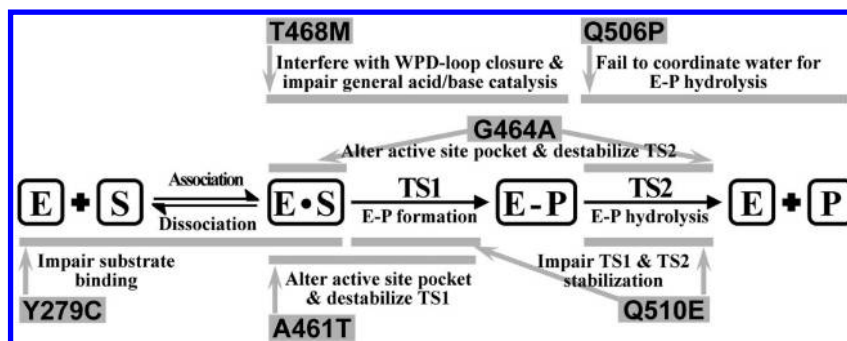 T468M
Q506P
Interfere with WPD-loop closure &
impair general acid/base catalysis
Fail to coordinate water for
E-P hydrolysis
G464A
Alter active site pocket & destabilize TS2
E + S
Association
Dissociation
E•S
TS1
E-P formation
E-P
TS2
E-P hydrolysis
E + P
Impair substrate
binding
Y279C
Alter active site pocket
& destabilize TS1
A461T
Impair TS1 & TS2
stabilization
Q510E